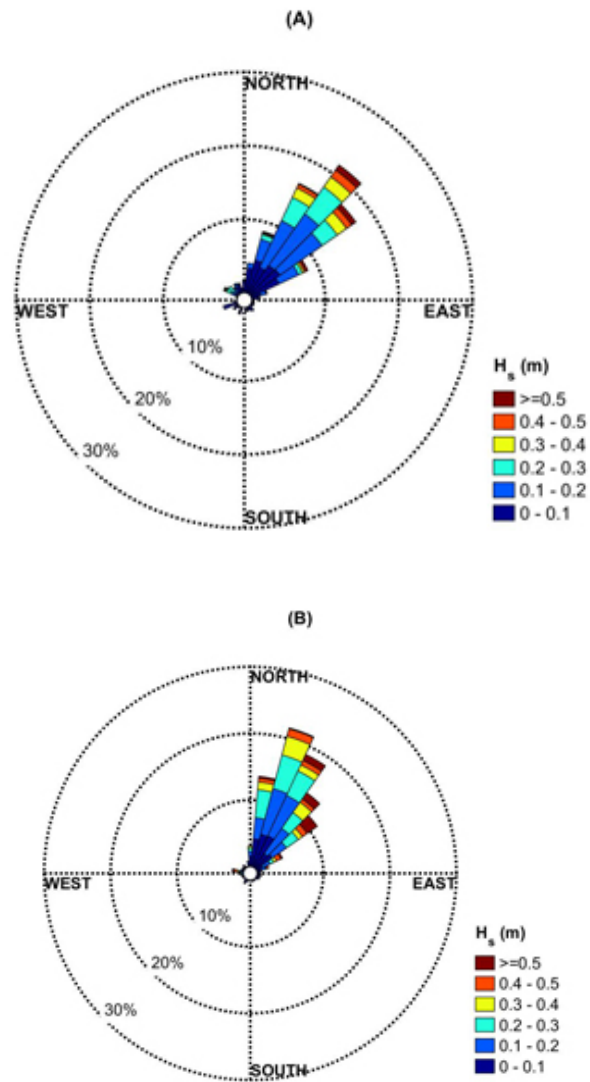 (A)
NORTH
WEST
EAST
10%
20%
30%
SOUTH
H_s (m)
>=0.5
0.4 - 0.5
0.3 - 0.4
0.2 - 0.3
0.1 - 0.2
0 - 0.1
(B)
NORTH
WEST
EAST
10%
20%
30%
SOUTH
H_s (m)
>=0.5
0.4 - 0.5
0.3 - 0.4
0.2 - 0.3
0.1 - 0.2
0 - 0.1